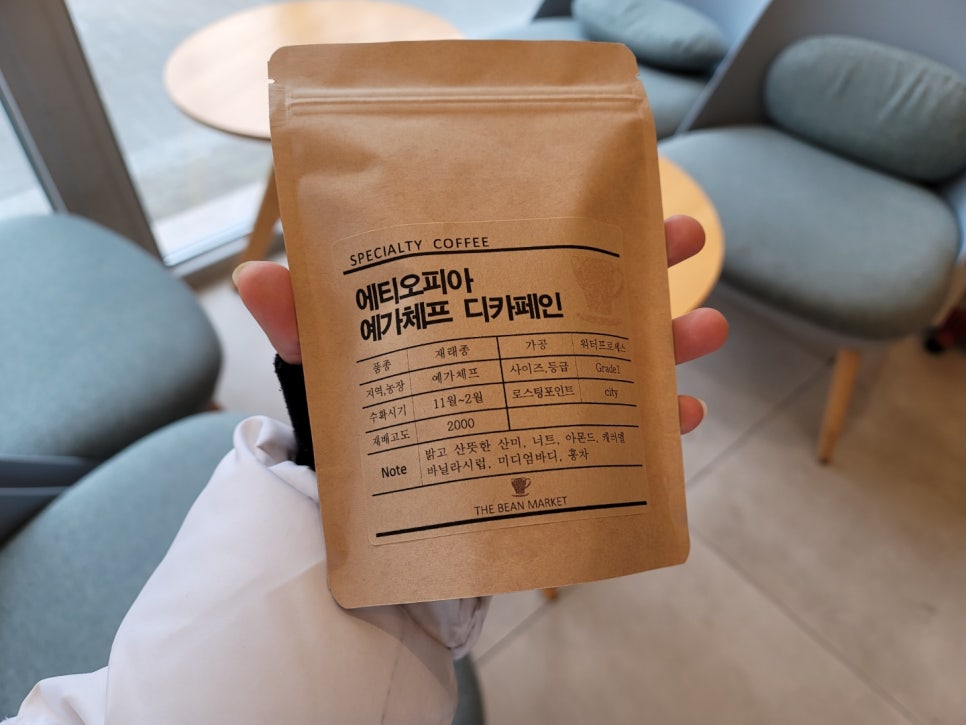 SPECIALTY COFFEE
에티오피아
예가체프 디카페인
품종 재래종 가공 워터프로세스
지역,농장 예가체프 사이즈,등급 Grade1
수확시기 11월~2월 로스팅포인트 city
재배고도 2000
Note 밝고 산뜻한 산미, 너트, 아몬드, 캐러멜
바닐라시럽, 미디엄바디, 홍차
THE BEAN MARKET